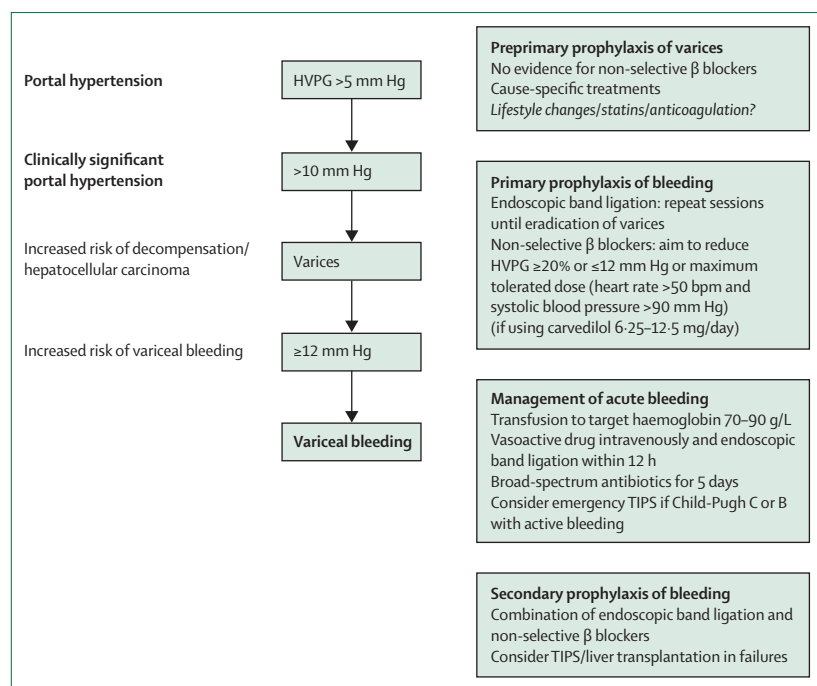 Portal hypertension
HVPG >5 mm Hg
Clinically significant
portal hypertension
>10 mm Hg
Increased risk of decompensation/
hepatocellular carcinoma
Varices
Increased risk of variceal bleeding
≥12 mm Hg
Variceal bleeding
Preprimary prophylaxis of varices
No evidence for non-selective β blockers
Cause-specific treatments
Lifestyle changes/statins/anticoagulation?
Primary prophylaxis of bleeding
Endoscopic band ligation: repeat sessions
until eradication of varices
Non-selective β blockers: aim to reduce
HVPG ≥20% or ≤12 mm Hg or maximum
tolerated dose (heart rate >50 bpm and
systolic blood pressure >90 mm Hg)
(if using carvedilol 6·25–12·5 mg/day)
Management of acute bleeding
Transfusion to target haemoglobin 70–90 g/L
Vasoactive drug intravenously and endoscopic
band ligation within 12 h
Broad-spectrum antibiotics for 5 days
Consider emergency TIPS if Child-Pugh C or B
with active bleeding
Secondary prophylaxis of bleeding
Combination of endoscopic band ligation and
non-selective β blockers
Consider TIPS/liver transplantation in failures